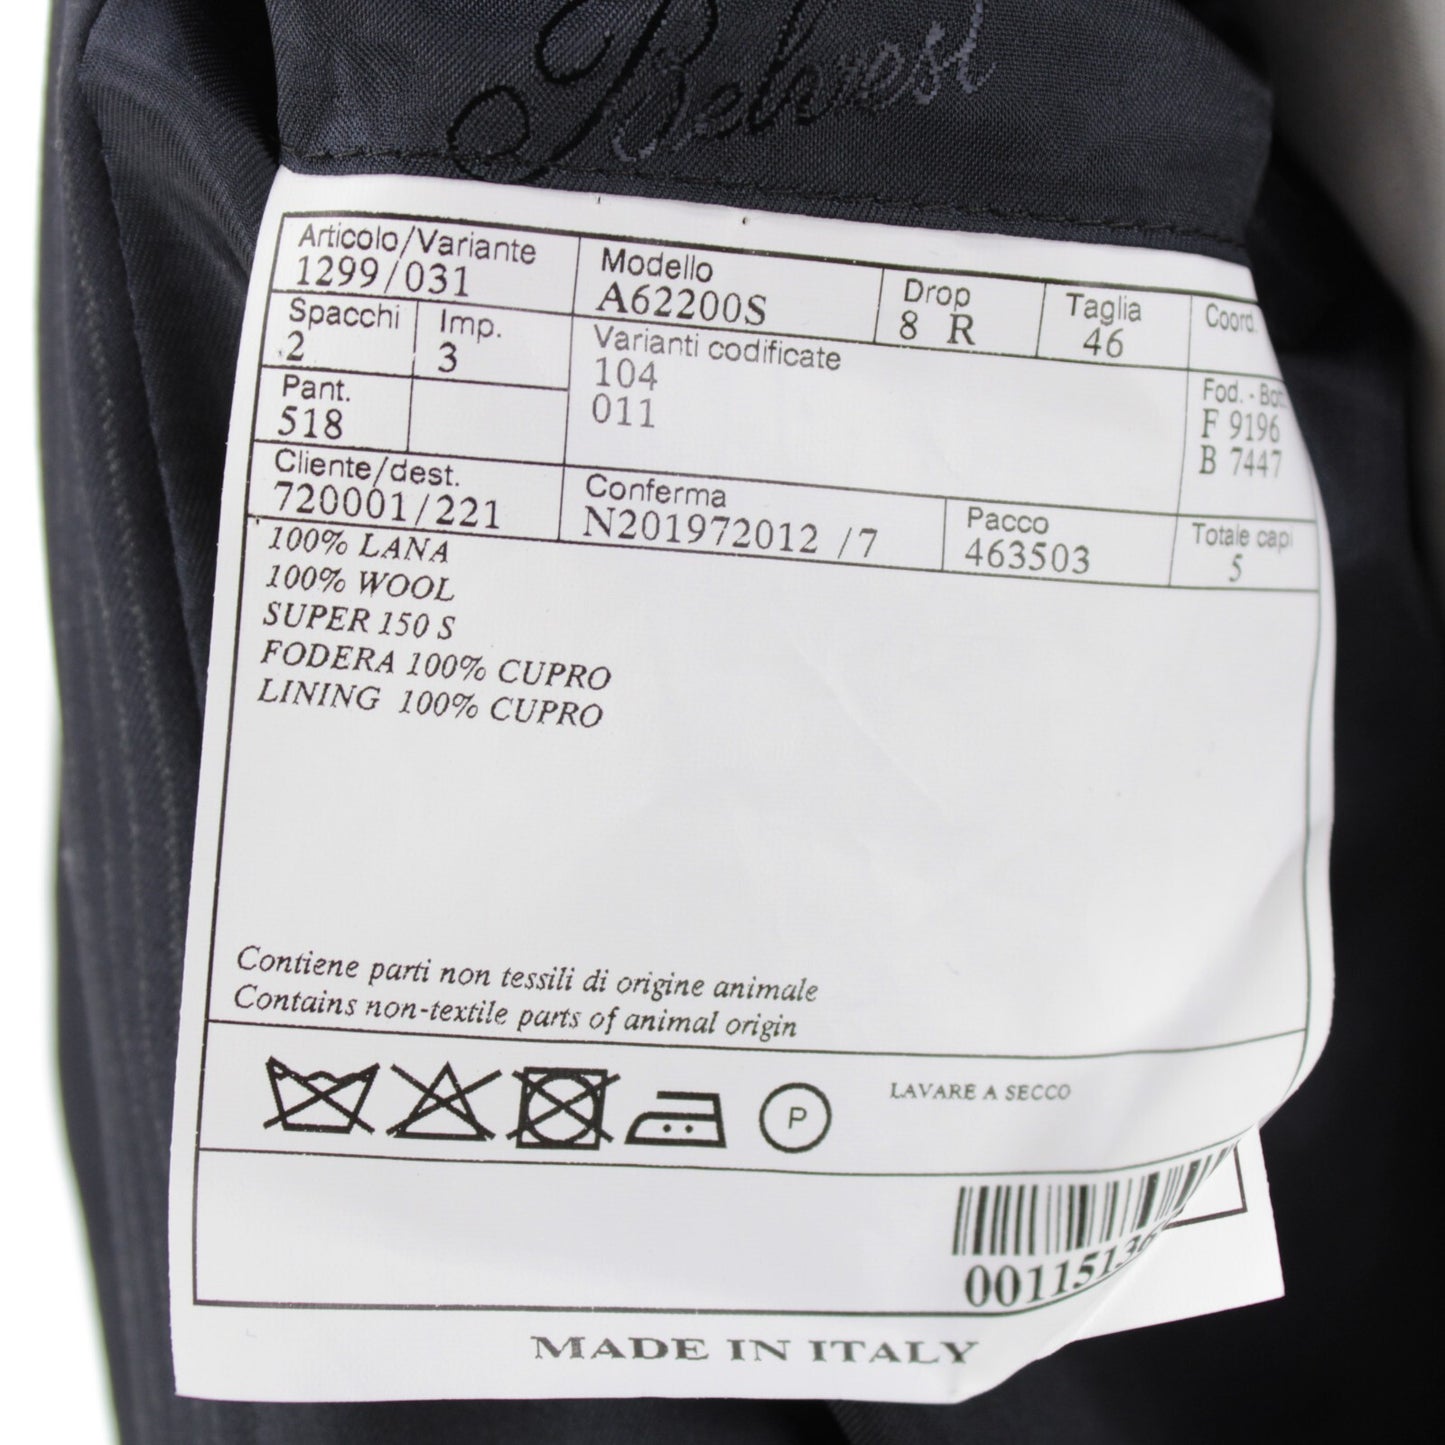 Belvest
Articolo/Variante
1299/031
Modello
A62200S
Drop
8 R
Taglia
46
Coord.
Spacchi
2
Imp.
3
Varianti codificate
104
011
Fod. -
F 9196
B 7447
Pant.
518
Cliente/dest.
720001/221
Conferma
N201972012 /7
Pacco
463503
Totale capi
5
100% LANA
100% WOOL
SUPER 150 S
FODERA 100% CUPRO
LINING 100% CUPRO
Contiene parti non tessili di origine animale
Contains non-textile parts of animal origin
P
LAVARE A SECCO
0011513
MADE IN ITALY